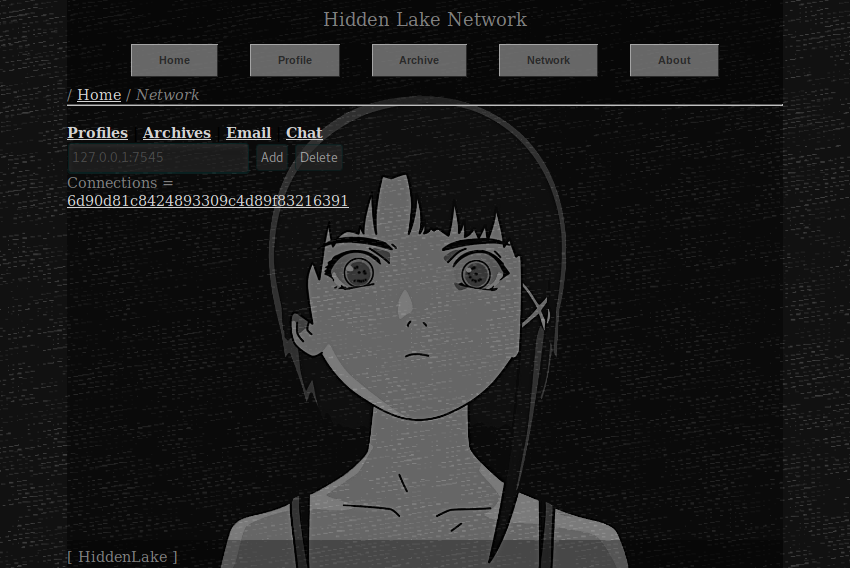 Hidden Lake Network
Home Profile Archive Network About
/ Home / Network
Profiles | Archives | Email | Chat
127.0.0.1:7545 Add Delete
Connections =
6d90d81c8424893309c4d89f83216391
[ HiddenLake ]